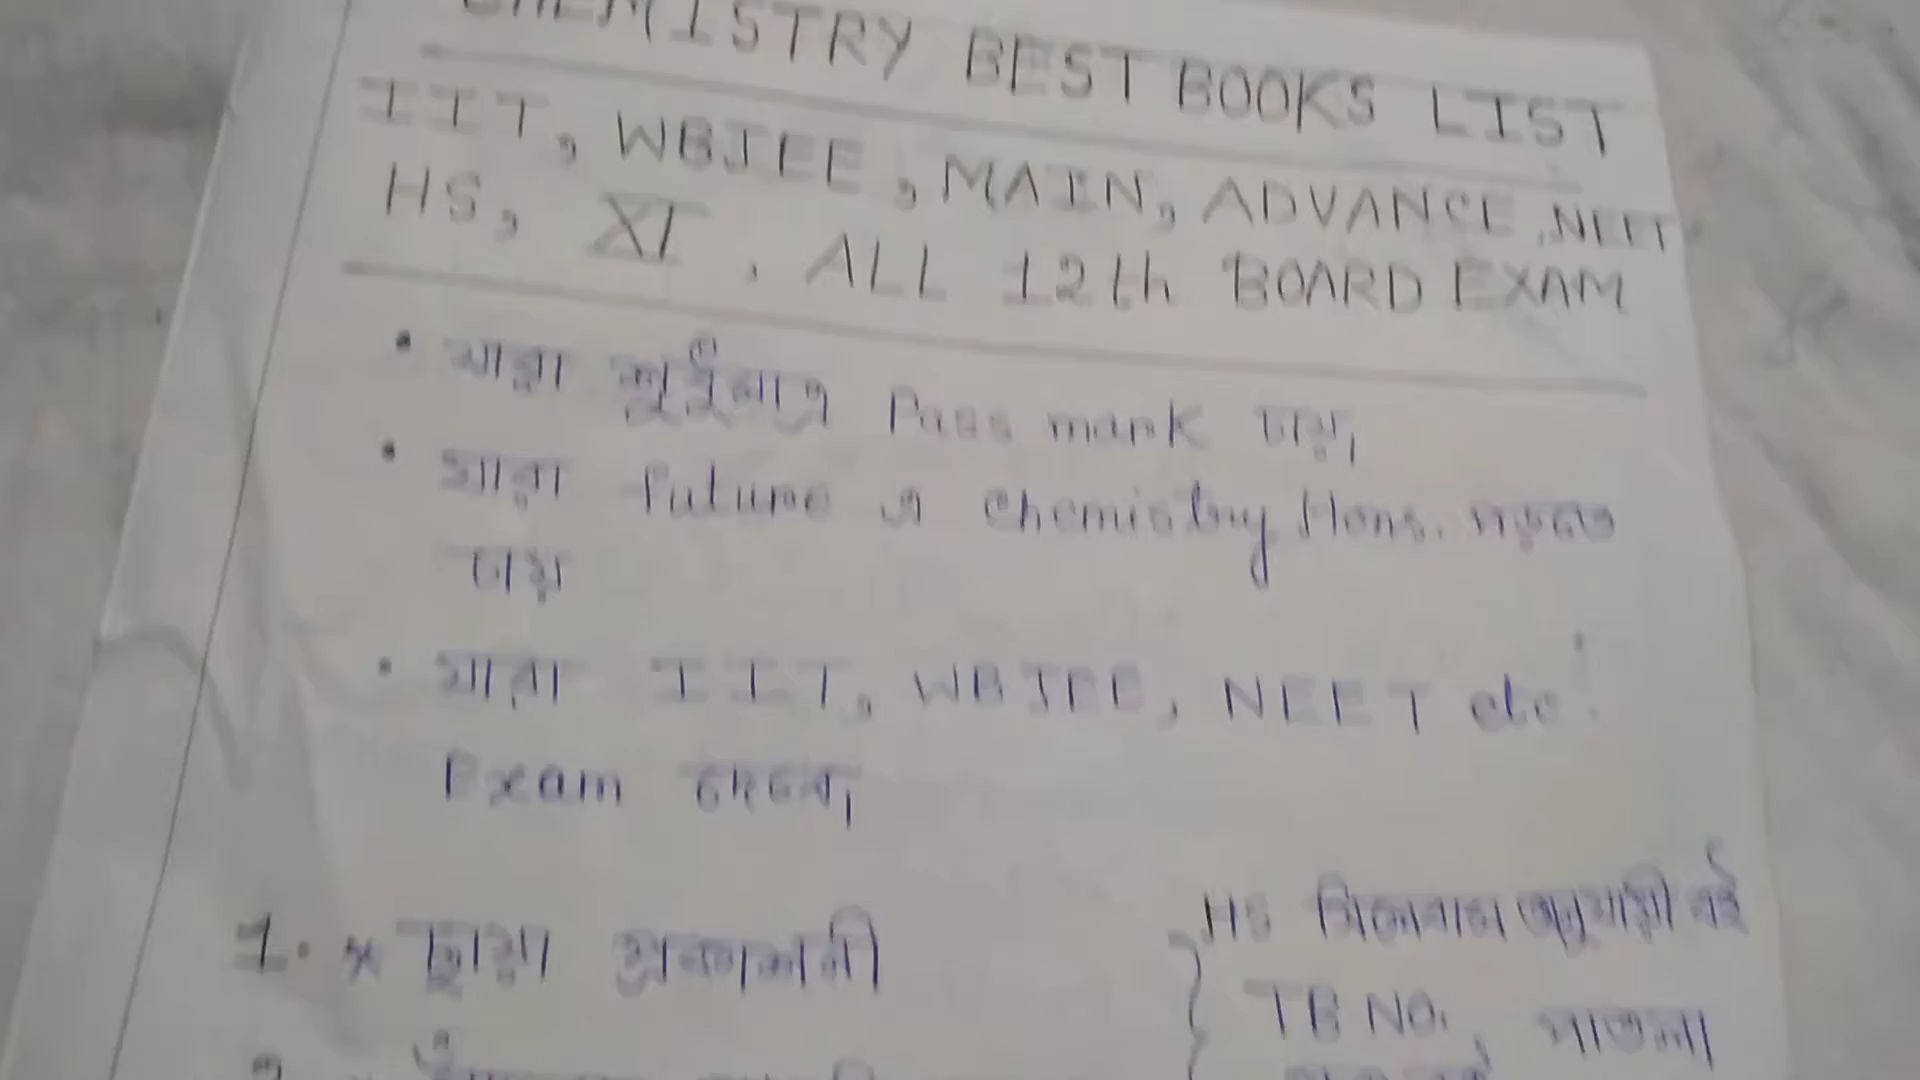 CHEMISTRY BEST BOOKS LIST
IIT, WBJEE, MAIN, ADVANCE, NEET
HS, XI, ALL 12th BOARD EXAM
• যারা Pass mark চায়,
• যারা future এ Chemistry Hons. পড়তে
চায়
• যারা IIT, WBJEE, NEET etc.
Exam দেবে,
1. * ছায়া প্রকাশনী
HS সিলেবাস অনুযায়ী বই
TB No. পাতলা